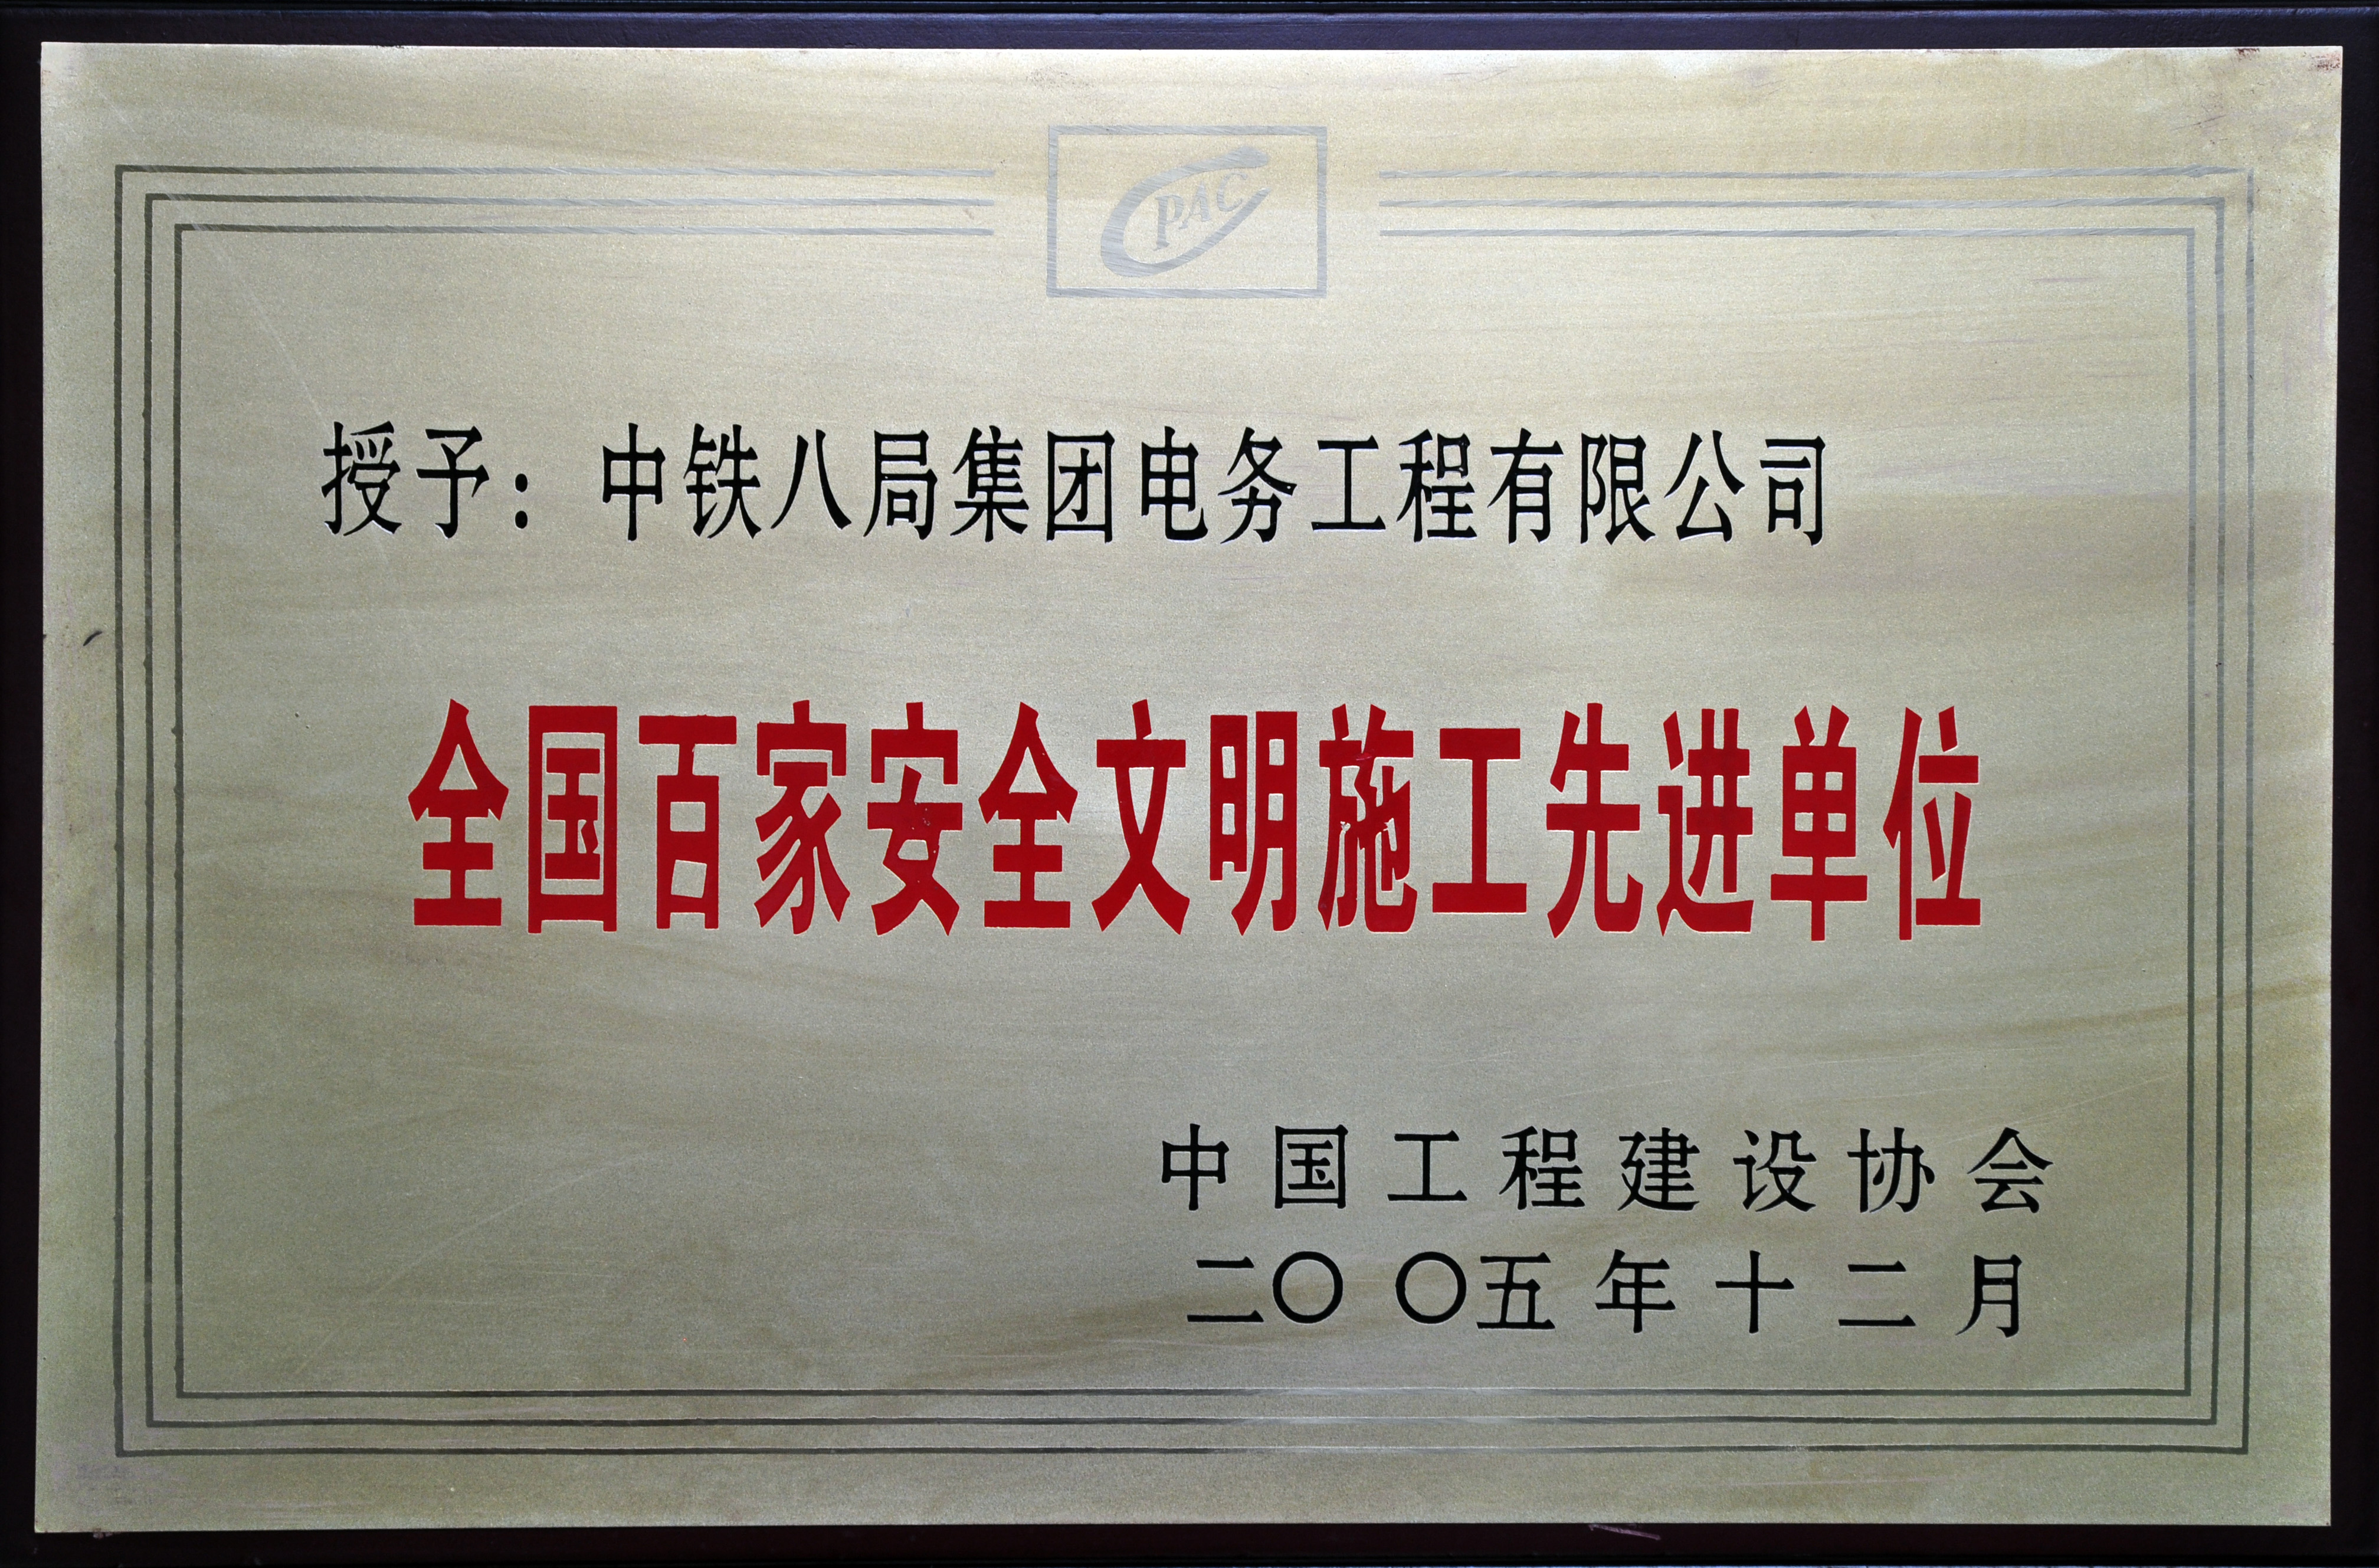 CPAC
授予：中铁八局集团电务工程有限公司
全国百家安全文明施工先进单位
中国工程建设协会
二〇〇五年十二月